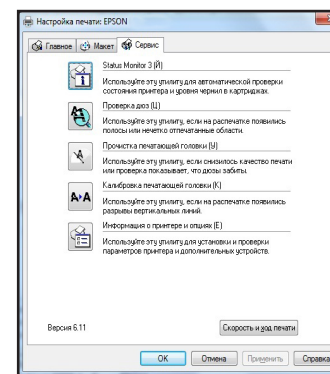 Настройка печати: EPSON
Главное Макет Сервис
Status Monitor 3 (Й)
Используйте эту утилиту для автоматической проверки
состояния принтера и уровня чернил в картриджах.
Проверка дюз (Ц)
Используйте эту утилиту, если на распечатке появились
полосы или нечетко отпечатанные области.
Прочистка печатающей головки (У)
Используйте эту утилиту, если снизилось качество печати
или проверка показывает, что дюзы забиты.
Калибровка печатающей головки (К)
Используйте эту утилиту, если на распечатке появились
разрывы вертикальных линий.
Информация о принтере и опциях (Е)
Используйте эту утилиту для установки и проверки
параметров принтера и дополнительных устройств.
Версия 6.11
Скорость и ход печати
OK Отмена Применить Справка